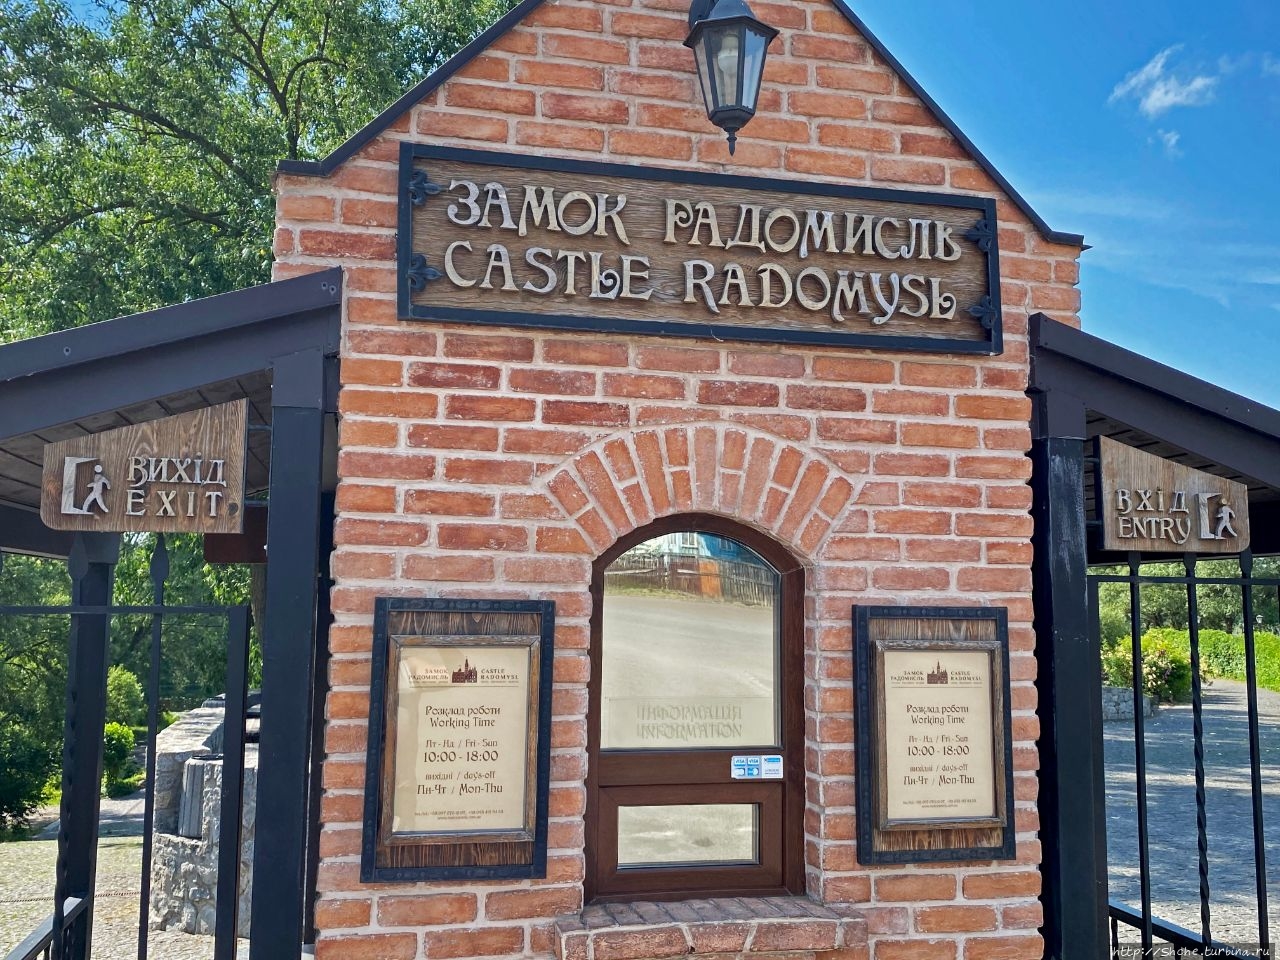 ЗАМОК РАДОМИСЛЬ
CASTLE RADOMYSL
ВИХІД
EXIT
ВХІД
ENTRY
ЗАМОК CASTLE
РАДОМИСЛЬ RADOMYSL
Розклад роботи
Working Time
Пт-Нд / Fri-Sun
10:00-18:00
вихідні / days-off
Пн-Чт / Mon-Thu
ІНФОРМАЦІЯ
INFORMATION
VISA VISA
ЗАМОК CASTLE
РАДОМИСЛЬ RADOMYSL
Розклад роботи
Working Time
Пт-Нд / Fri-Sun
10:00-18:00
вихідні / days-off
Пн-Чт / Mon-Thu
http://Shche.turbina.ru